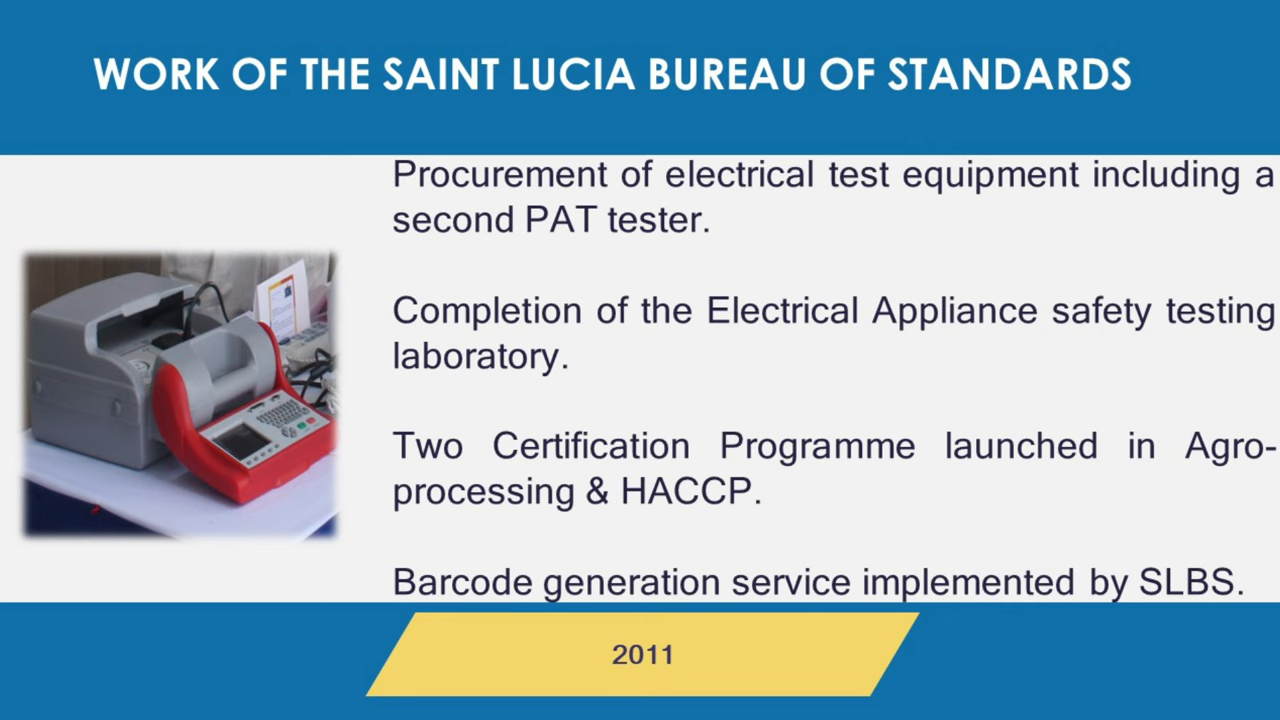 WORK OF THE SAINT LUCIA BUREAU OF STANDARDS
Procurement of electrical test equipment including a
second PAT tester.
Completion of the Electrical Appliance safety testing
laboratory.
Two Certification Programme launched in Agro-
processing & HACCP.
Barcode generation service implemented by SLBS.
2011